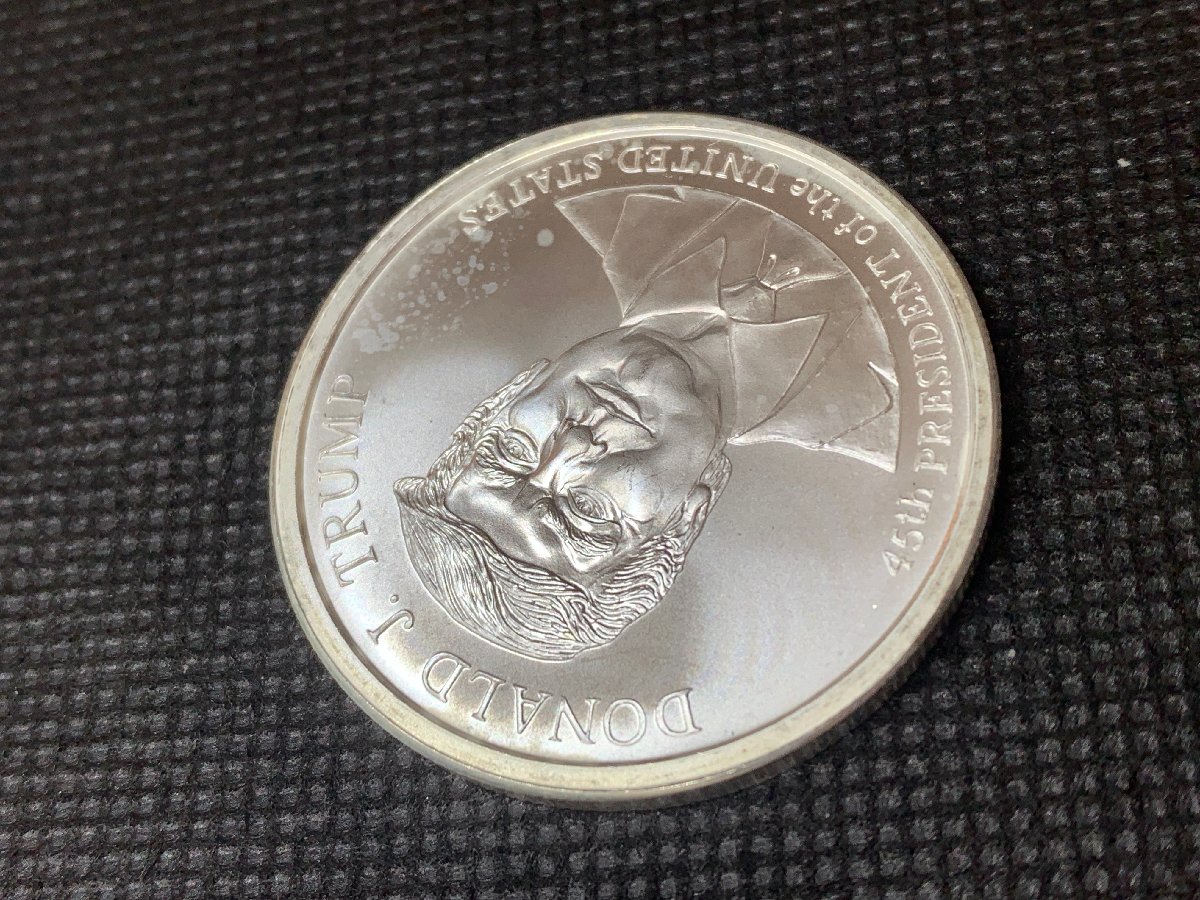 DONALD J. TRUMP
45th PRESIDENT of the UNITED STATES